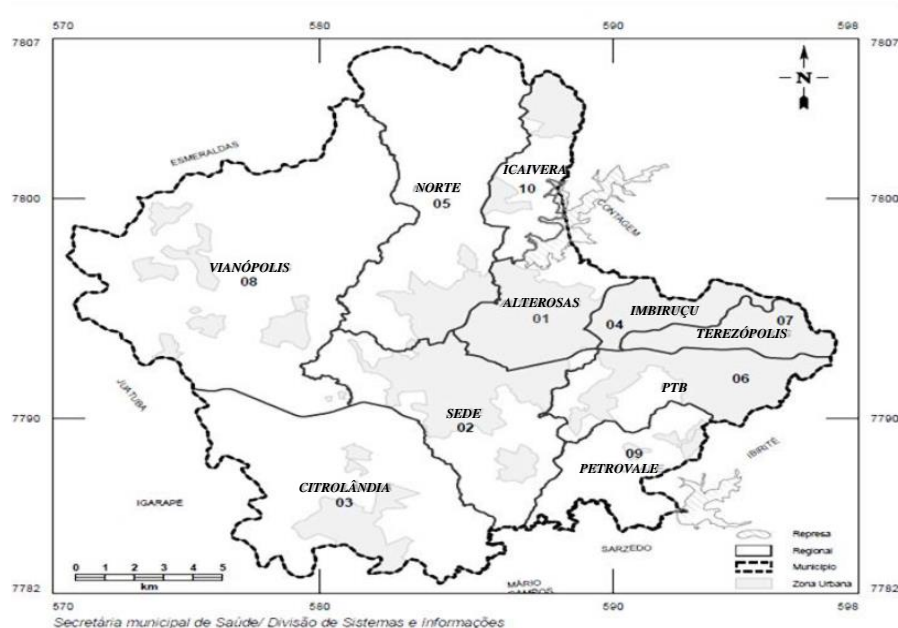 570 580 590 598
7807 7807
N
ESMERALDAS
ICAIVERA
10
NORTE
05
7800 7800
CONTAGEM
VIANÓPOLIS
08
ALTEROSAS
01
IMBIRUÇU
04
07
TEREZÓPOLIS
06
PTB
JUATUBA
7790 7790
SEDE
02
IBIRITÉ
09
PETROVALE
CITROLÂNDIA
03
IGARAPÉ
SARZEDO
Represa
Regional
Município
Zona Urbana
0 1 2 3 4 5
km
MÁRIO
CAMPOS
7782 7782
570 580 590 598
Secretária municipal de Saúde/ Divisão de Sistemas e Informações